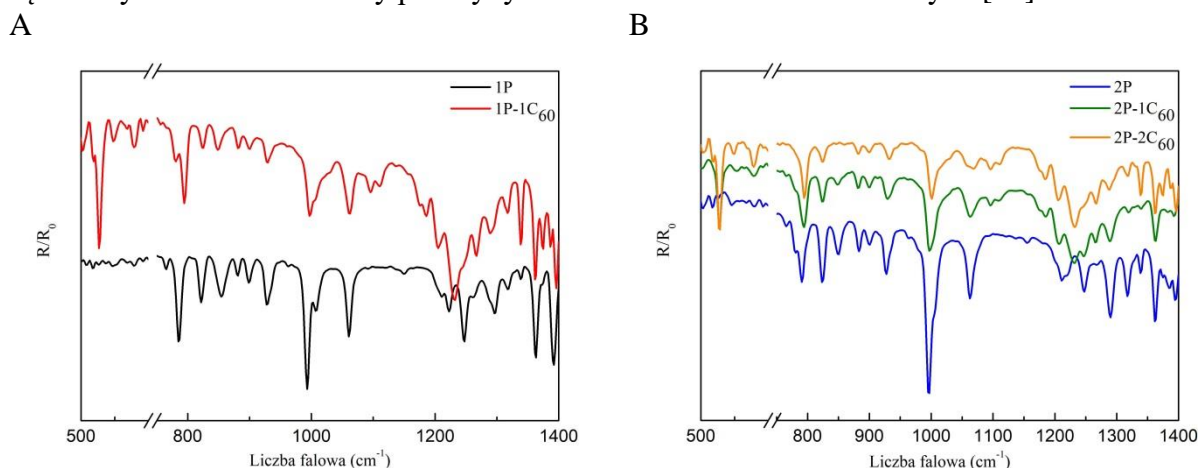 A
B
1P
1P-1C60
R/R0
500 800 1000 1200 1400
Liczba falowa (cm-1)
2P
2P-1C60
2P-2C60
R/R0
500 800 900 1000 1100 1200 1300 1400
Liczba falowa (cm-1)